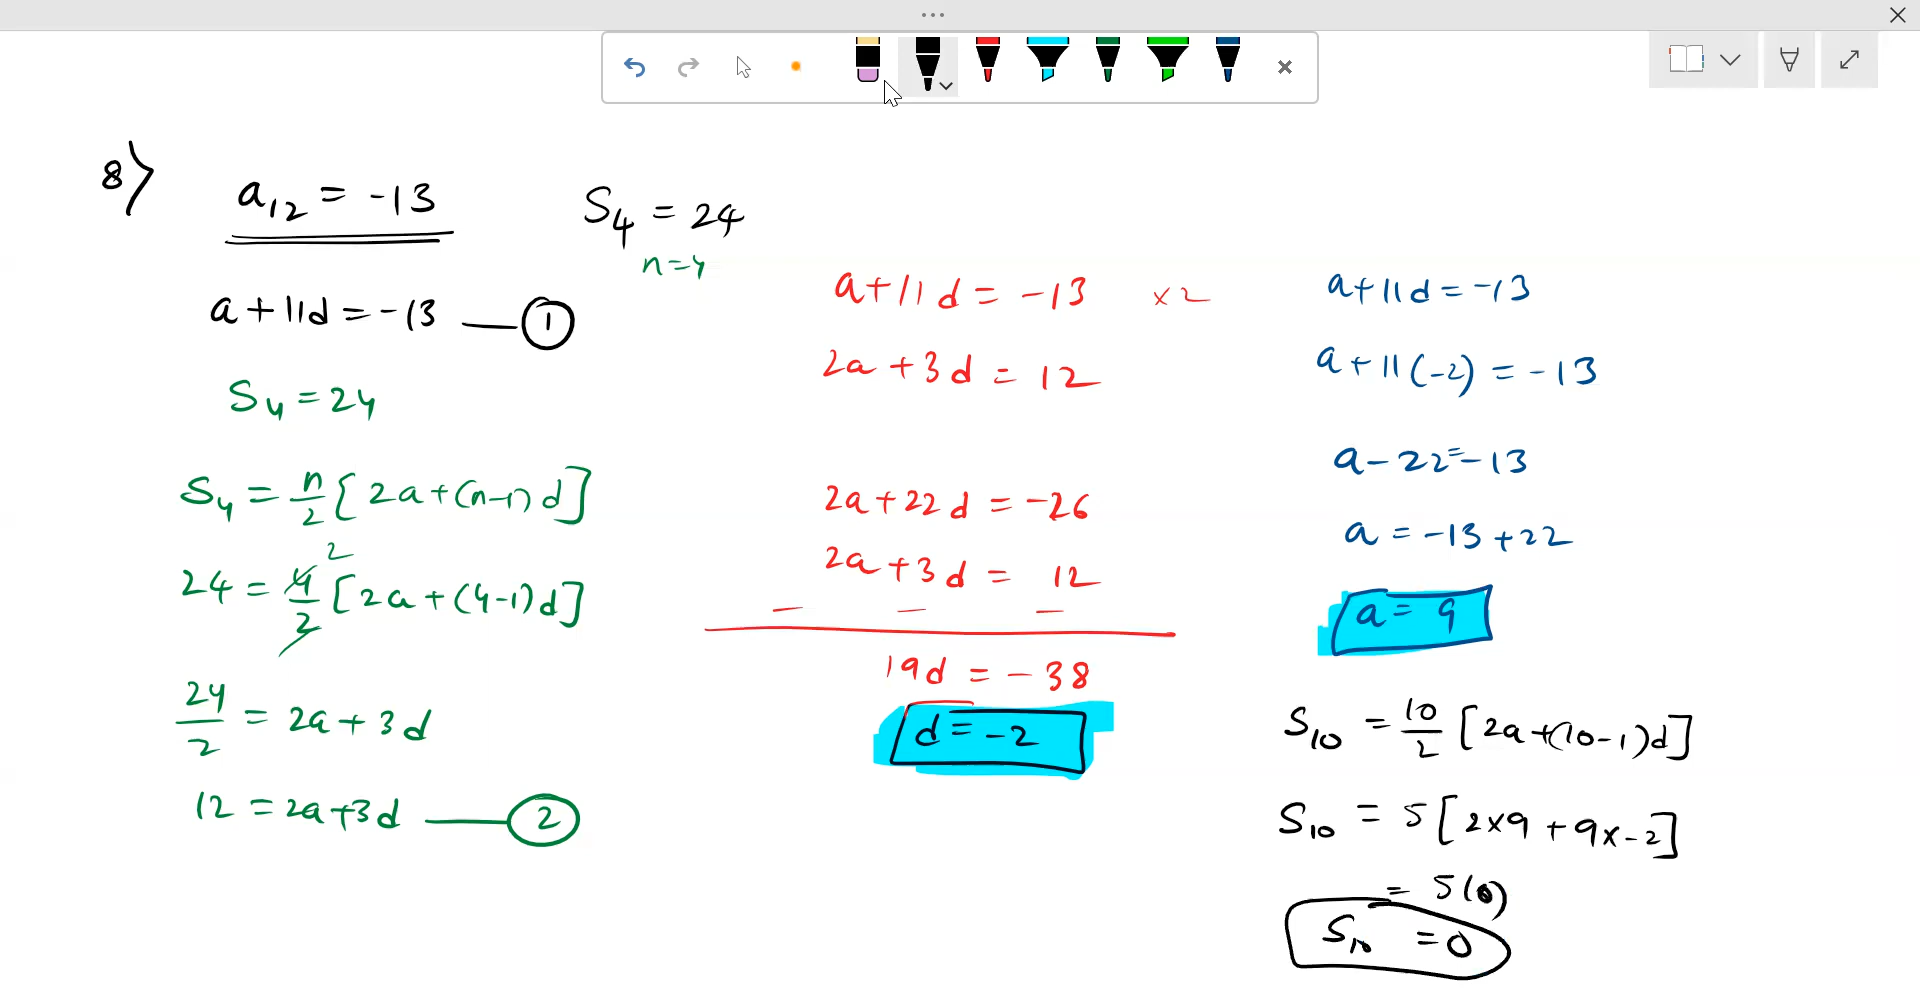 8)
a₁₂ = -13
S₄ = 24
n=4
a + 11d = -13 —— ①
S₄ = 24
S₄ = n/2 [2a+(n-1)d]
2
24 = 4/2 [2a + (4-1)d]
24/2 = 2a + 3d
12 = 2a+3d —— ②
a+11d = -13 ×2
2a + 3d = 12
2a+22d = -26
2a+3d = 12
— — —
19d = -38
d = -2
a+11d = -13
a+11(-2) = -13
a-22=-13
a = -13+22
a = 9
S₁₀ = 10/2 [2a+(10-1)d]
S₁₀ = 5[2×9 + 9×-2]
= 5(0)
S₁₀ = 0